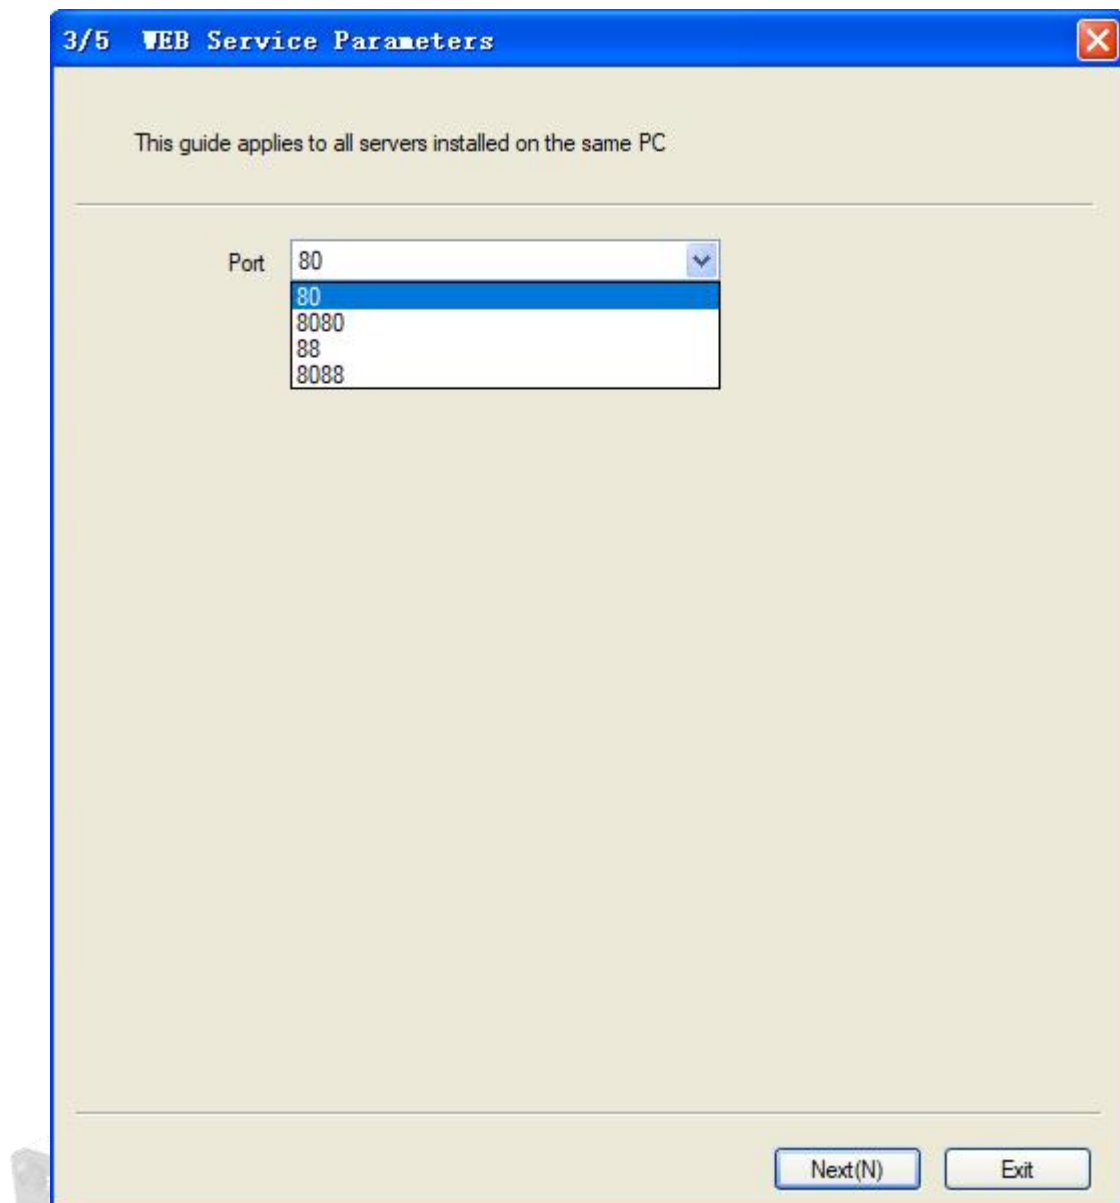 3/5 WEB Service Parameters
This guide applies to all servers installed on the same PC
Port 80
80
8080
88
8088
Next(N) Exit